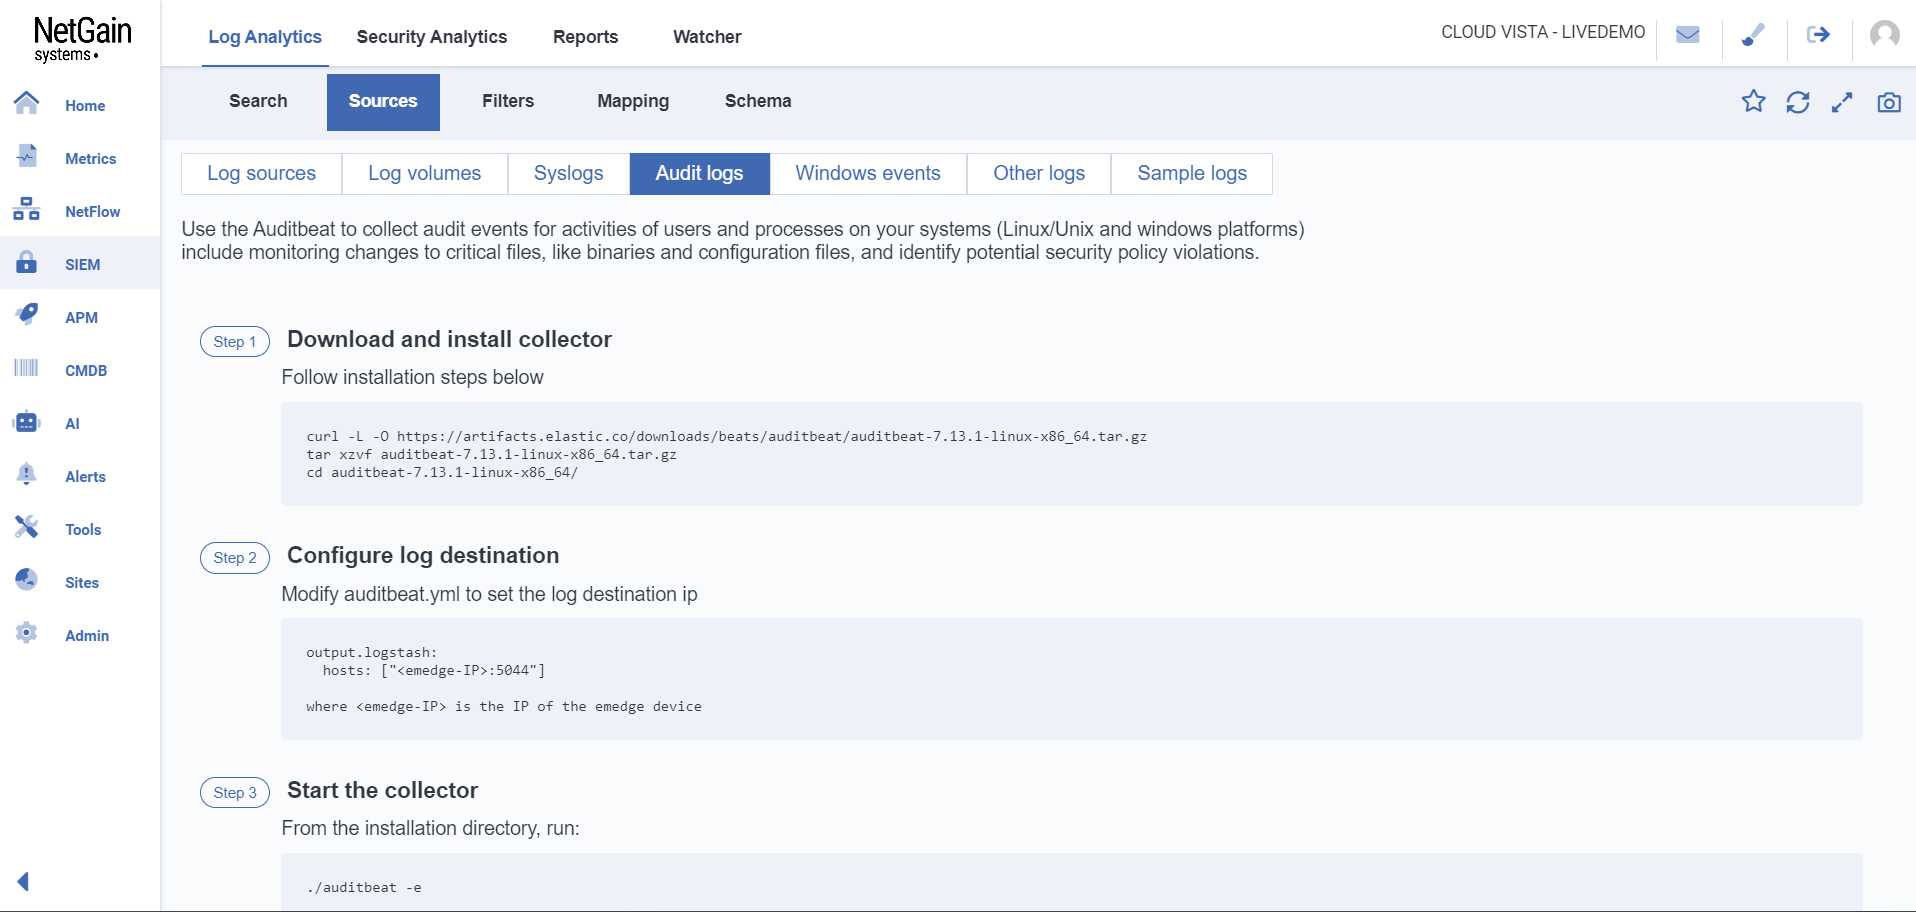 NetGain
systems
Home
Metrics
NetFlow
SIEM
APM
CMDB
AI
Alerts
Tools
Sites
Admin
Log Analytics
Security Analytics
Reports
Watcher
CLOUD VISTA - LIVEDEMO
Search
Sources
Filters
Mapping
Schema
Log sources
Log volumes
Syslogs
Audit logs
Windows events
Other logs
Sample logs
Use the Auditbeat to collect audit events for activities of users and processes on your systems (Linux/Unix and windows platforms)
include monitoring changes to critical files, like binaries and configuration files, and identify potential security policy violations.
Step 1
Download and install collector
Follow installation steps below
curl -L -O https://artifacts.elastic.co/downloads/beats/auditbeat/auditbeat-7.13.1-linux-x86_64.tar.gz
tar xzvf auditbeat-7.13.1-linux-x86_64.tar.gz
cd auditbeat-7.13.1-linux-x86_64/
Step 2
Configure log destination
Modify auditbeat.yml to set the log destination ip
output.logstash:
  hosts: ["<emedge-IP>:5044"]
where <emedge-IP> is the IP of the emedge device
Step 3
Start the collector
From the installation directory, run:
./auditbeat -e